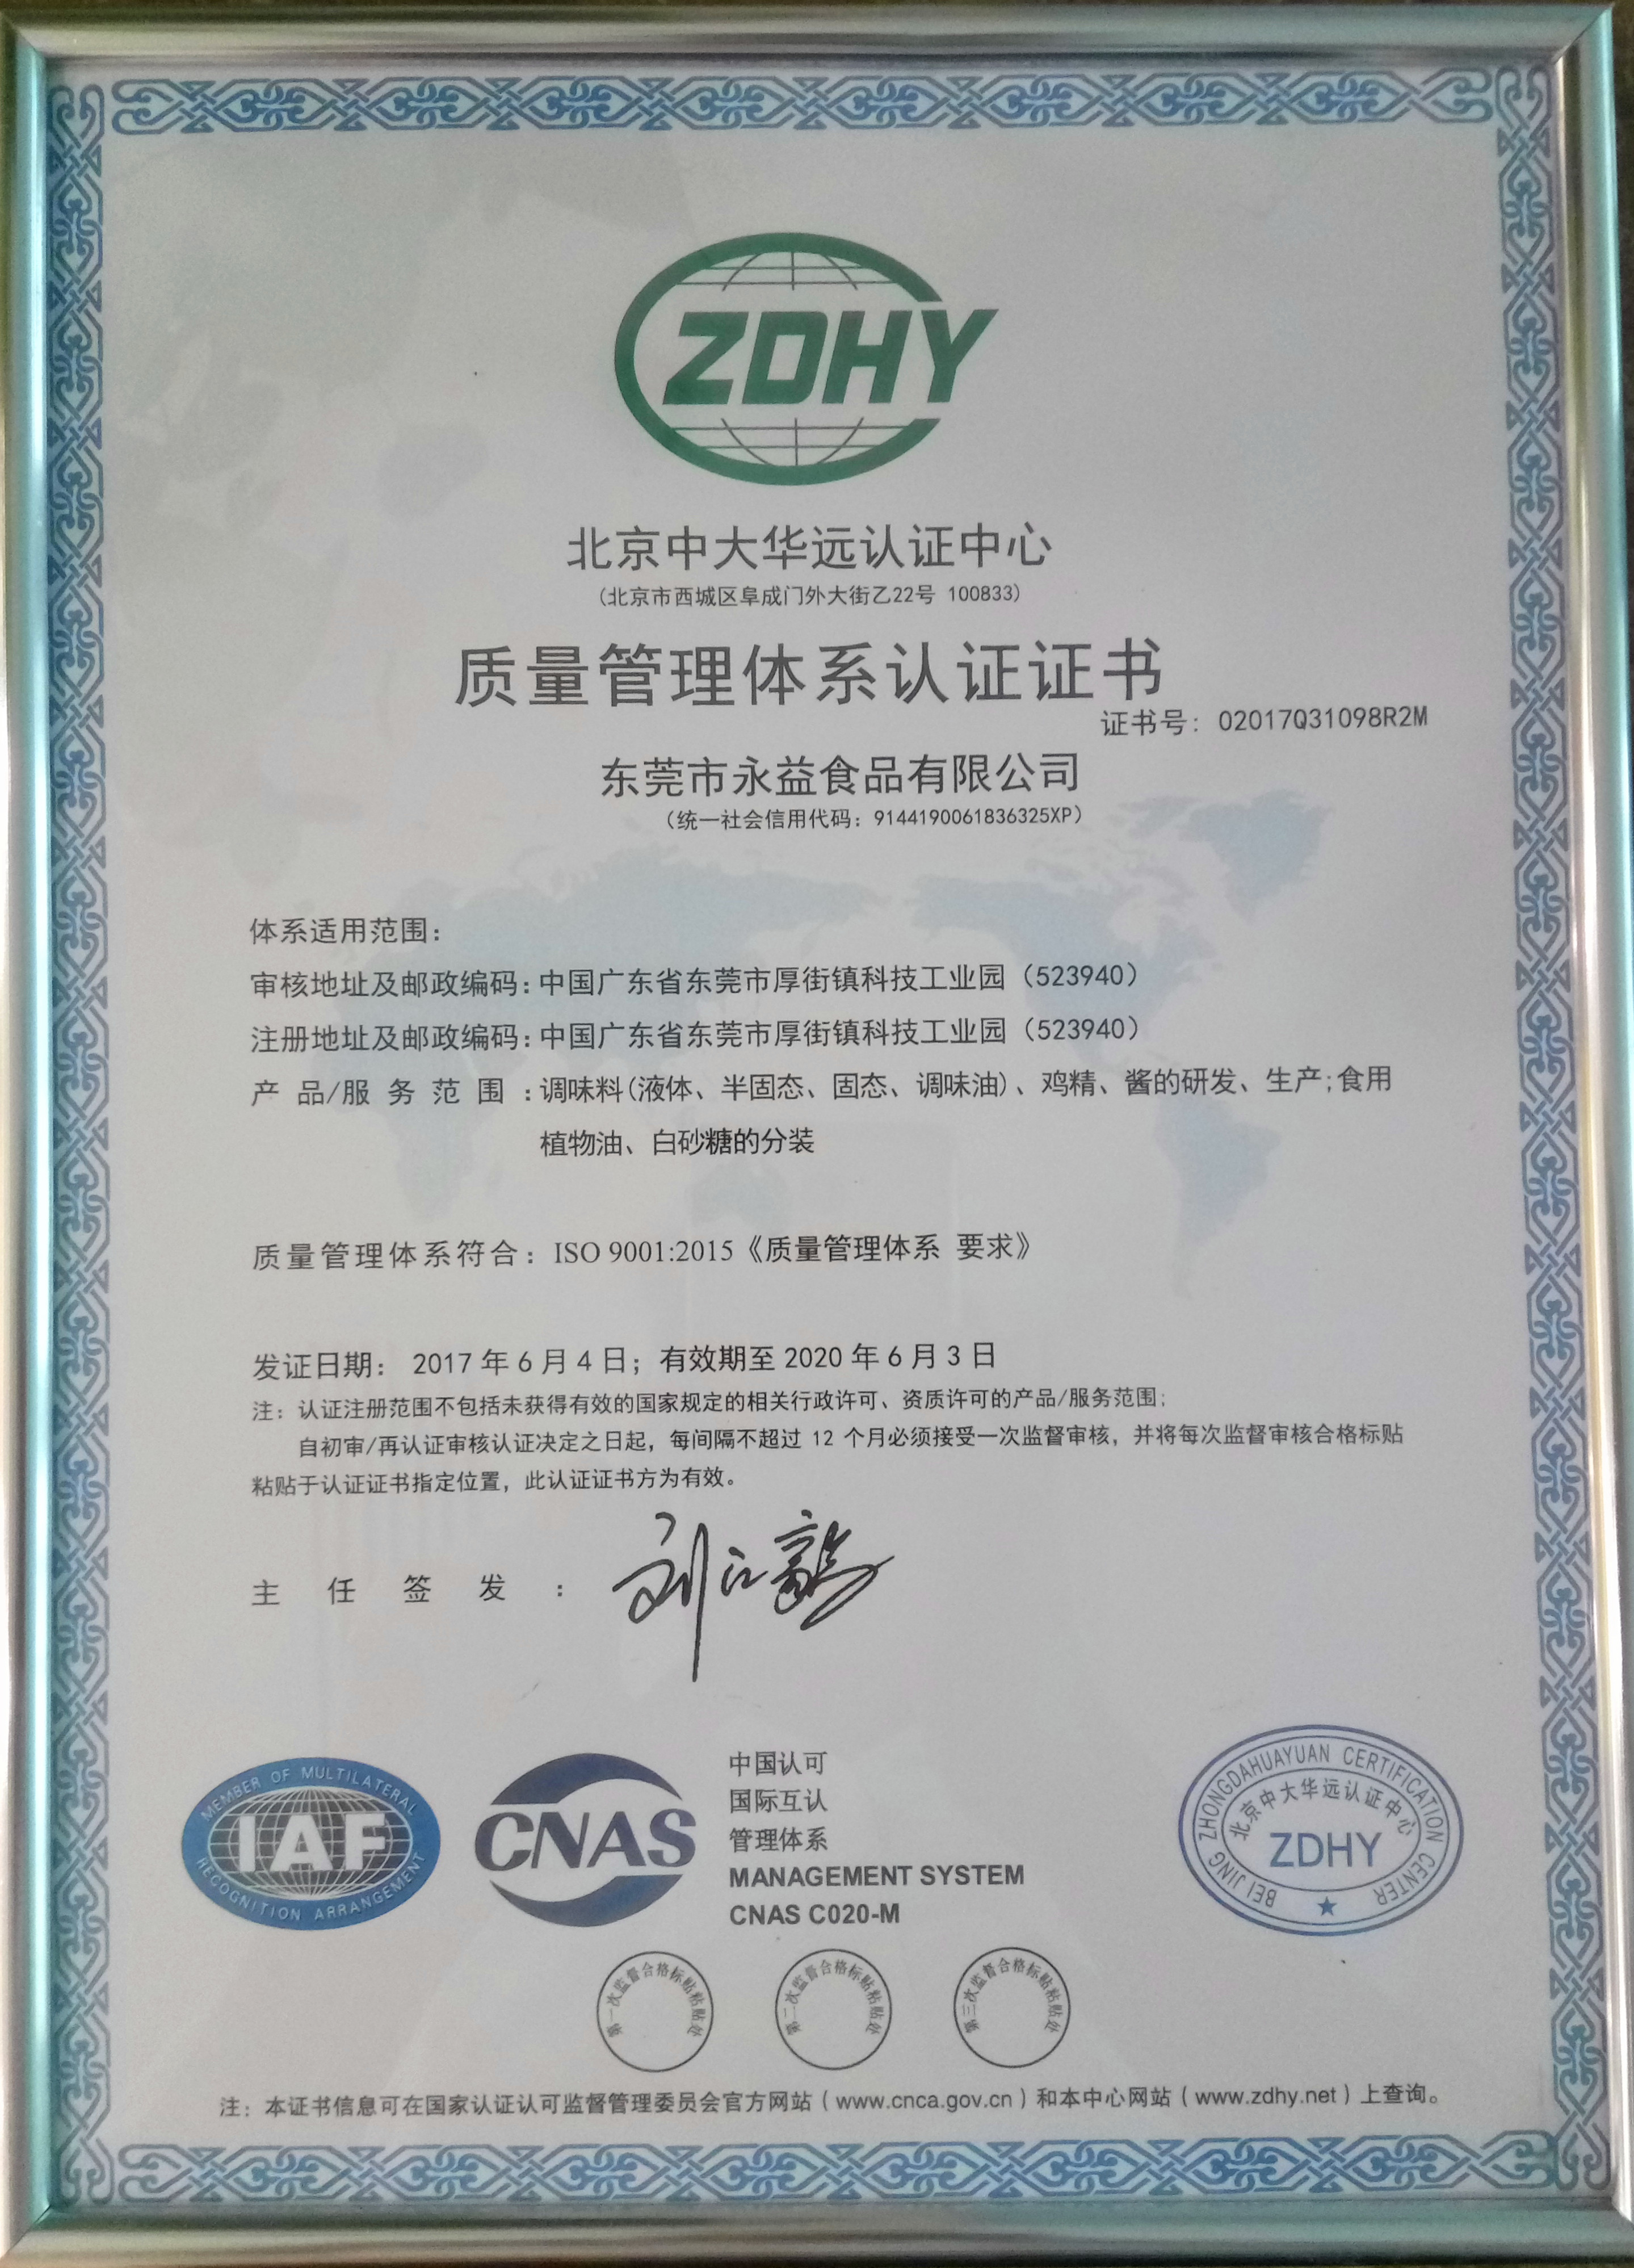 ZDHY
北京中大华远认证中心
(北京市西城区阜成门外大街乙22号 100833)
质量管理体系认证证书
证书号: 02017Q31098R2M
东莞市永益食品有限公司
(统一社会信用代码: 9144190061836325XP)
体系适用范围:
审核地址及邮政编码: 中国广东省东莞市厚街镇科技工业园（523940）
注册地址及邮政编码: 中国广东省东莞市厚街镇科技工业园（523940）
产品/服务范围: 调味料(液体、半固态、固态、调味油)、鸡精、酱的研发、生产;食用
植物油、白砂糖的分装
质量管理体系符合: ISO 9001:2015《质量管理体系 要求》
发证日期: 2017 年 6 月 4 日; 有效期至 2020 年 6 月 3 日
注: 认证注册范围不包括未获得有效的国家规定的相关行政许可、资质许可的产品/服务范围;
自初审/再认证审核认证决定之日起，每间隔不超过 12 个月必须接受一次监督审核，并将每次监督审核合格标贴
粘贴于认证证书指定位置，此认证证书方为有效。
主任签发:
MEMBER OF MULTILATERAL
IAF
RECOGNITION ARRANGEMENT
CNAS
中国认可
国际互认
管理体系
MANAGEMENT SYSTEM
CNAS C020-M
BEI JING ZHONGDAHUAYUAN CERTIFICATION CENTER
北京中大华远认证中心
ZDHY
第一次监督合格标贴粘贴处
第二次监督合格标贴粘贴处
第三次监督合格标贴粘贴处
注: 本证书信息可在国家认证认可监督管理委员会官方网站（www.cnca.gov.cn）和本中心网站（www.zdhy.net）上查询。